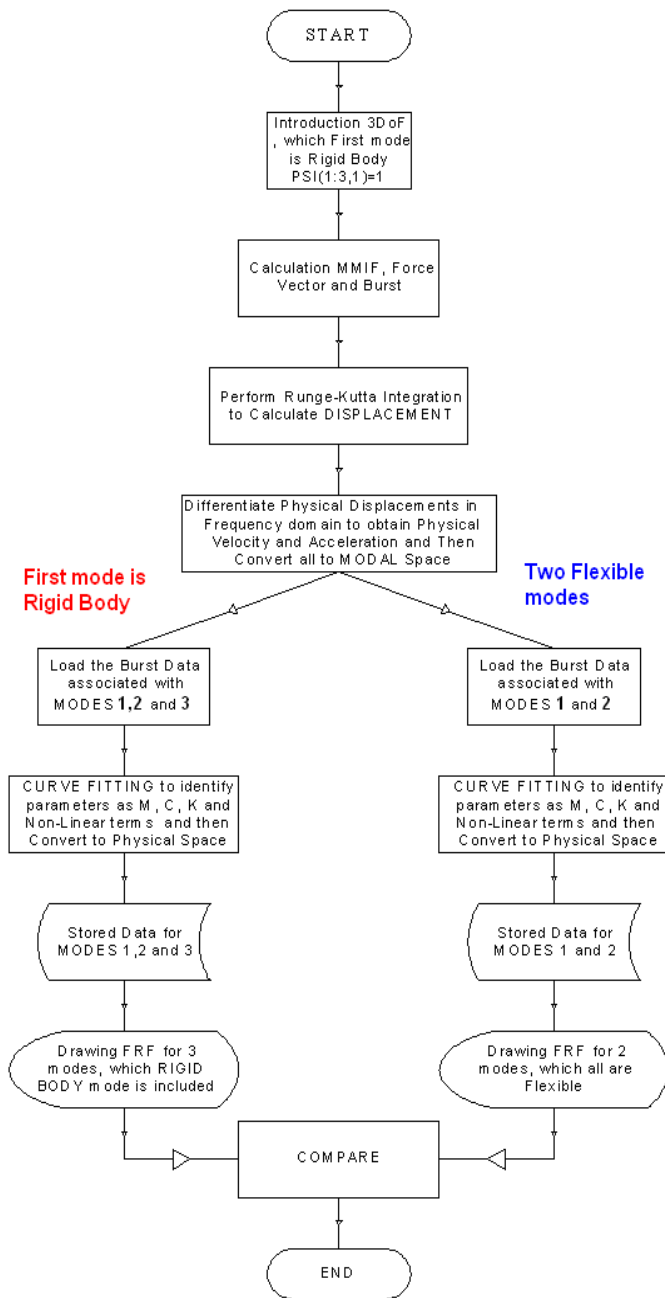 START
Introduction 3DoF
, which First mode
is Rigid Body
PSI(1:3,1)=1
Calculation MMIF, Force
Vector and Burst
Perform Runge-Kutta Integration
to Calculate DISPLACEMENT
Differentiate Physical Displacements in
Frequency domain to obtain Physical
Velocity and Acceleration and Then
Convert all to MODAL Space
First mode is
Rigid Body
Two Flexible
modes
Load the Burst Data
associated with
MODES 1,2 and 3
Load the Burst Data
associated with
MODES 1 and 2
CURVE FITTING to identify
parameters as M, C, K and
Non-Linear terms and then
Convert to Physical Space
CURVE FITTING to identify
parameters as M, C, K and
Non-Linear terms and then
Convert to Physical Space
Stored Data for
MODES 1,2 and 3
Stored Data for
MODES 1 and 2
Drawing FRF for 3
modes, which RIGID
BODY mode is included
Drawing FRF for 2
modes, which all are
Flexible
COMPARE
END